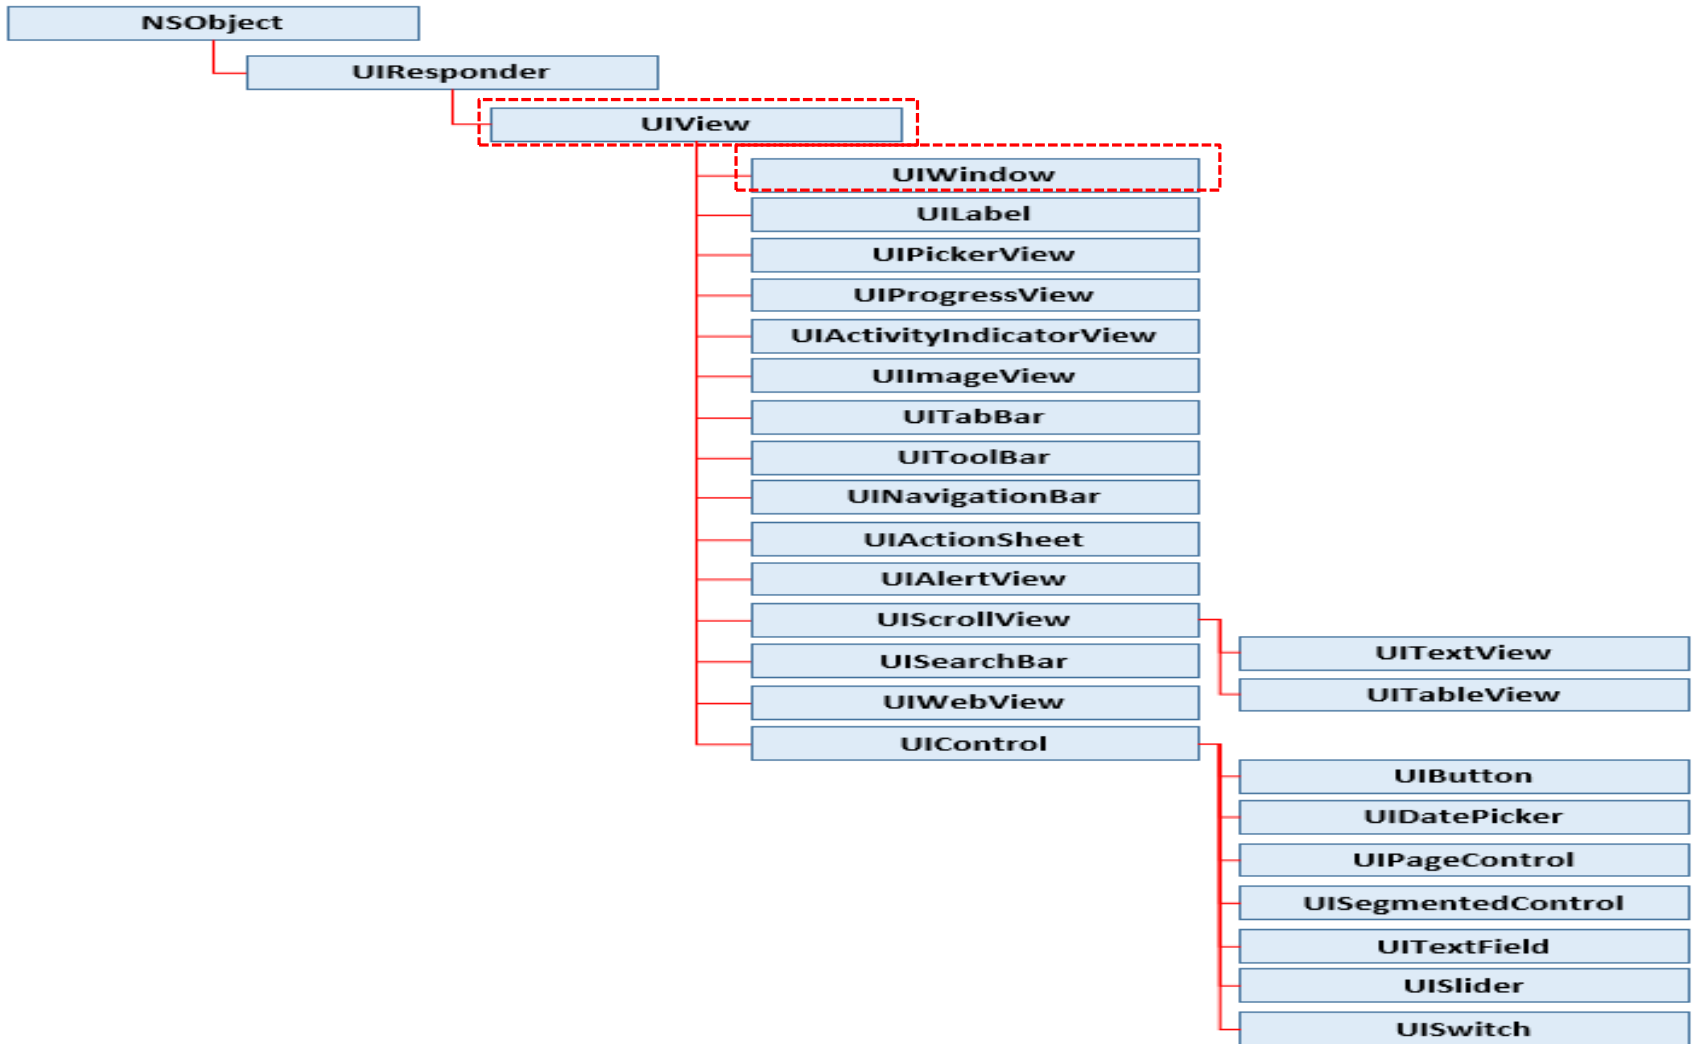 NSObject
UIResponder
UIView
UIWindow
UILabel
UIPickerView
UIProgressView
UIActivityIndicatorView
UIImageView
UITabBar
UIToolBar
UINavigationBar
UIActionSheet
UIAlertView
UIScrollView
UITextView
UISearchBar
UITableView
UIWebView
UIControl
UIButton
UIDatePicker
UIPageControl
UISegmentedControl
UITextField
UISlider
UISwitch